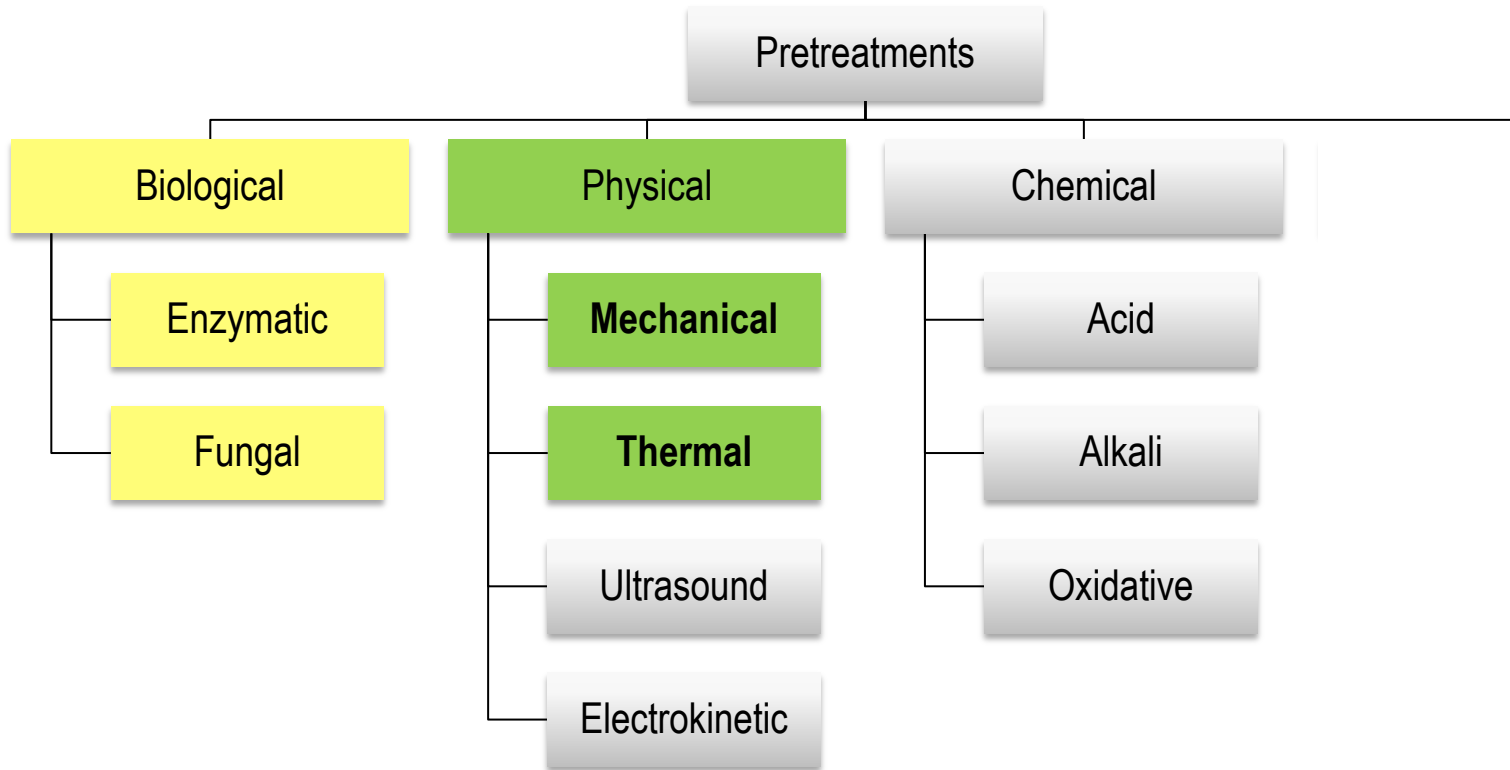 Pretreatments
Biological
Enzymatic
Fungal
Physical
Mechanical
Thermal
Ultrasound
Electrokinetic
Chemical
Acid
Alkali
Oxidative